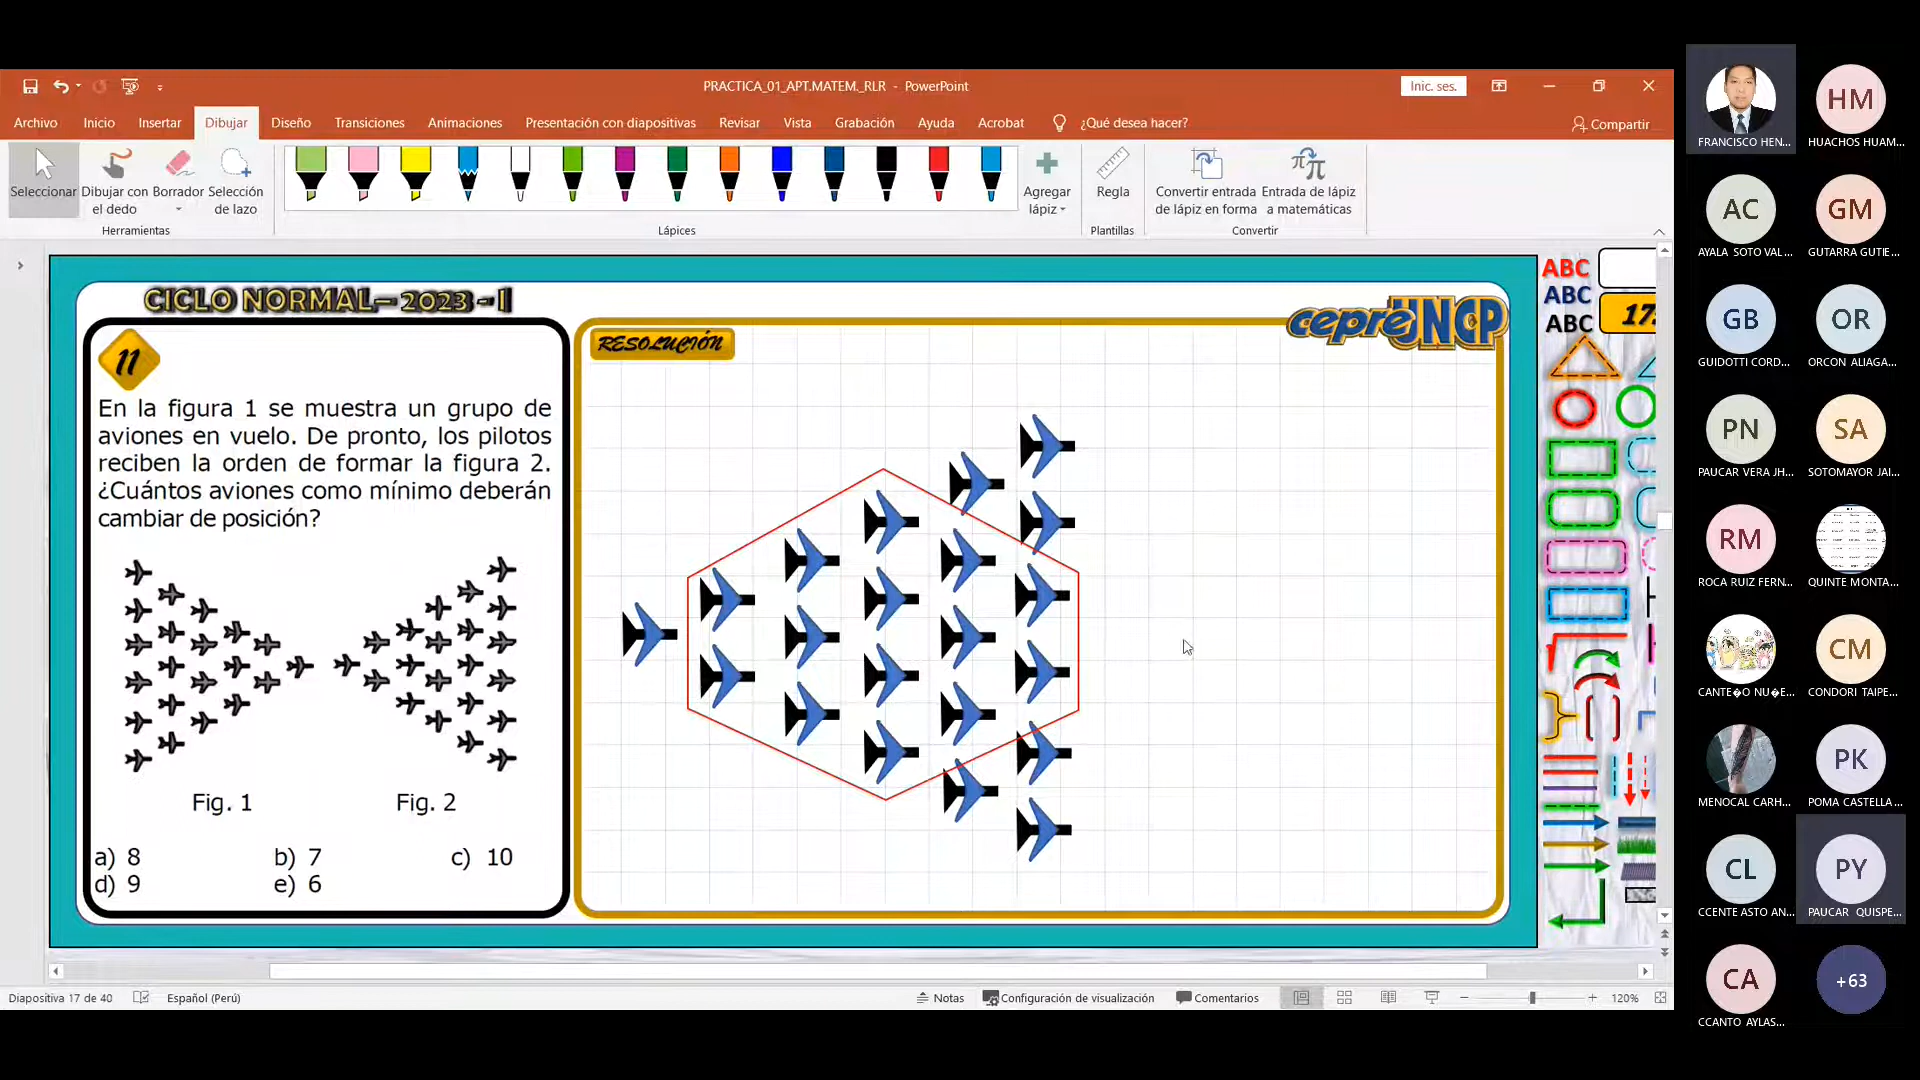 PRACTICA_01_APT.MATEM._RLR - PowerPoint
Inic. ses.
Archivo
Inicio
Insertar
Dibujar
Diseño
Transiciones
Animaciones
Presentación con diapositivas
Revisar
Vista
Grabación
Ayuda
Acrobat
¿Qué desea hacer?
Compartir
Seleccionar
Dibujar con
el dedo
Borrador
Selección
de lazo
Herramientas
Lápices
Agregar
lápiz
Regla
Plantillas
Convertir entrada
de lápiz en forma
Entrada de lápiz
a matemáticas
Convertir
CICLO NORMAL– 2023 - I
cepreUNCP
11
RESOLUCIÓN
En la figura 1 se muestra un grupo de
aviones en vuelo. De pronto, los pilotos
reciben la orden de formar la figura 2.
¿Cuántos aviones como mínimo deberán
cambiar de posición?
Fig. 1
Fig. 2
a) 8
b) 7
c) 10
d) 9
e) 6
ABC
ABC
ABC
Diapositiva 17 de 40
Español (Perú)
Notas
Configuración de visualización
Comentarios
120%
FRANCISCO HEN...
HM
HUACHOS HUAM...
AC
AYALA SOTO VAL...
GM
GUTARRA GUTIE...
GB
GUIDOTTI CORD...
OR
ORCON ALIAGA...
PN
PAUCAR VERA JH...
SA
SOTOMAYOR JAI...
RM
ROCA RUIZ FERN...
QUINTE MONTA...
CANTE�O NU�E...
CM
CONDORI TAIPE...
MENOCAL CARH...
PK
POMA CASTELLA...
CL
CCENTE ASTO AN...
PY
PAUCAR QUISPE...
CA
CCANTO AYLAS...
+63